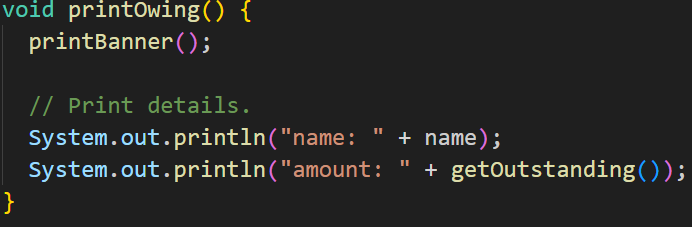 void printOwing() {
  printBanner();

  // Print details.
  System.out.println("name: " + name);
  System.out.println("amount: " + getOutstanding());
}